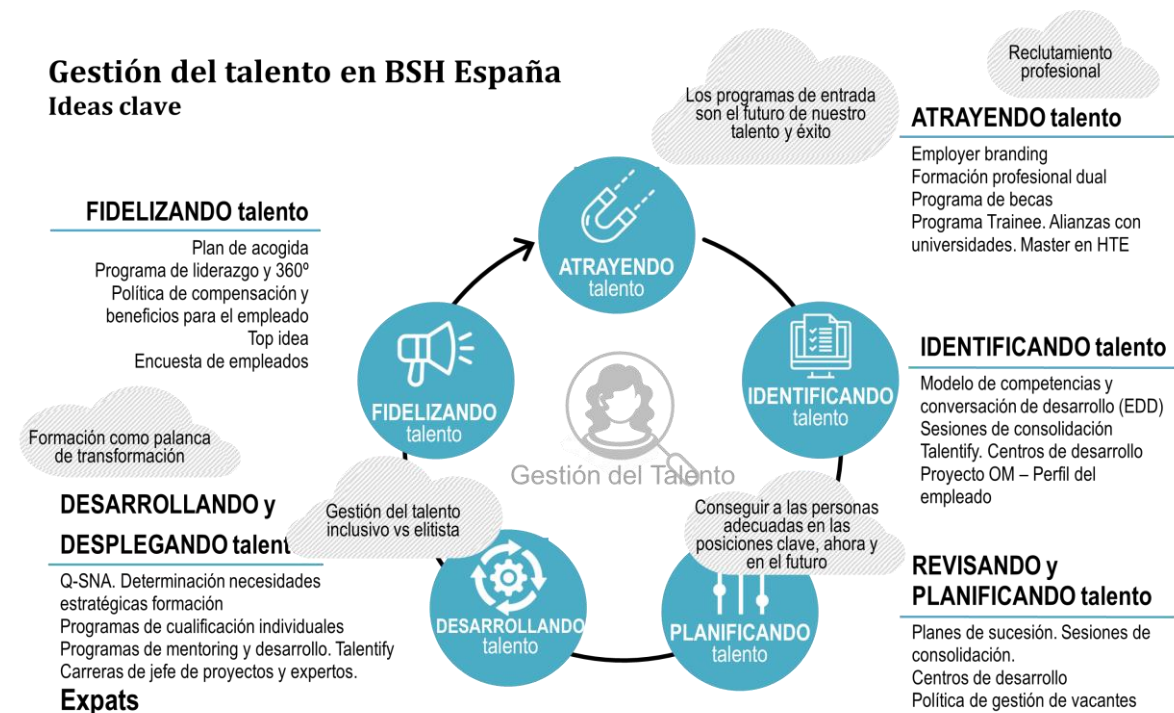 Gestión del talento en BSH España
Ideas clave
Los programas de entrada
son el futuro de nuestro
talento y éxito
Reclutamiento
profesional
ATRAYENDO talento
Employer branding
Formación profesional dual
Programa de becas
Programa Trainee. Alianzas con
universidades. Master en HTE
FIDELIZANDO talento
Plan de acogida
Programa de liderazgo y 360º
Política de compensación y
beneficios para el empleado
Top idea
Encuesta de empleados
ATRAYENDO
talento
IDENTIFICANDO
talento
FIDELIZANDO
talento
Gestión del Talento
IDENTIFICANDO talento
Modelo de competencias y
conversación de desarrollo (EDD)
Sesiones de consolidación
Talentify. Centros de desarrollo
Proyecto OM – Perfil del
empleado
Formación como palanca
de transformación
Gestión del talento
inclusivo vs elitista
Conseguir a las personas
adecuadas en las
posiciones clave, ahora y
en el futuro
DESARROLLANDO y
DESPLEGANDO talent
Q-SNA. Determinación necesidades
estratégicas formación
Programas de cualificación individuales
Programas de mentoring y desarrollo. Talentify
Carreras de jefe de proyectos y expertos.
Expats
DESARROLLANDO
talento
PLANIFICANDO
talento
REVISANDO y
PLANIFICANDO talento
Planes de sucesión. Sesiones de
consolidación.
Centros de desarrollo
Política de gestión de vacantes